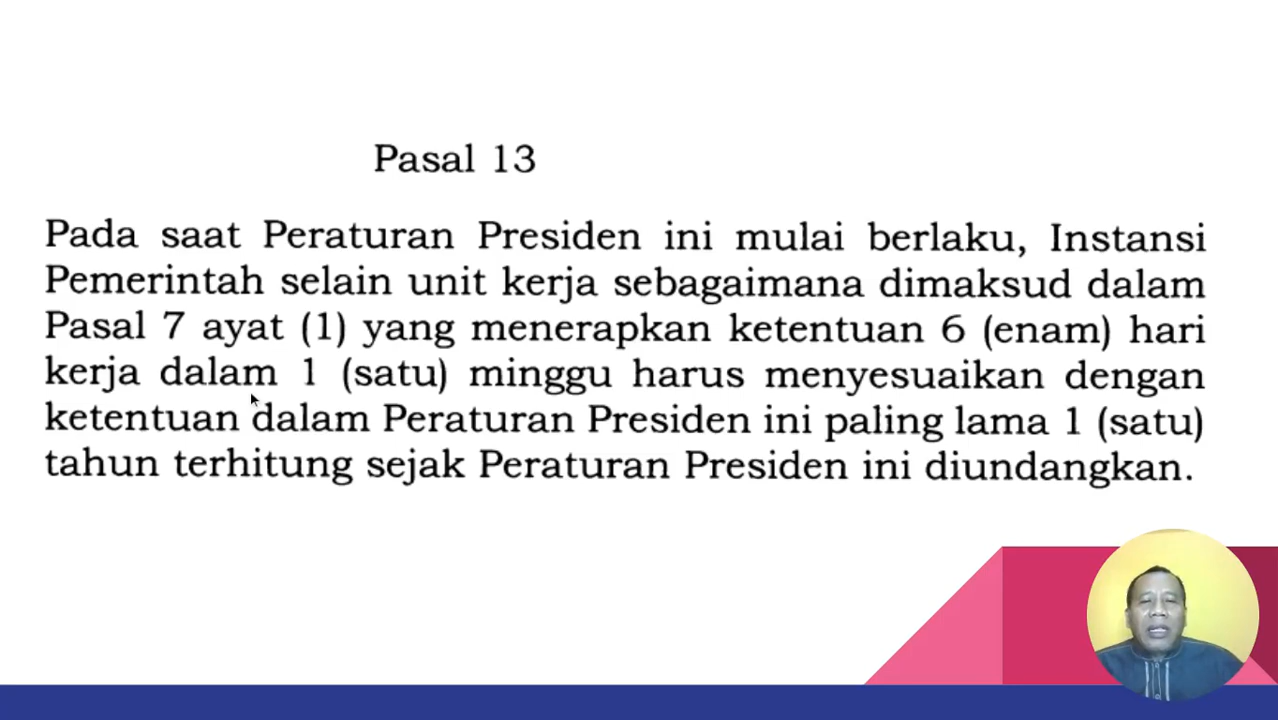 Pasal 13
Pada saat Peraturan Presiden ini mulai berlaku, Instansi
Pemerintah selain unit kerja sebagaimana dimaksud dalam
Pasal 7 ayat (1) yang menerapkan ketentuan 6 (enam) hari
kerja dalam 1 (satu) minggu harus menyesuaikan dengan
ketentuan dalam Peraturan Presiden ini paling lama 1 (satu)
tahun terhitung sejak Peraturan Presiden ini diundangkan.